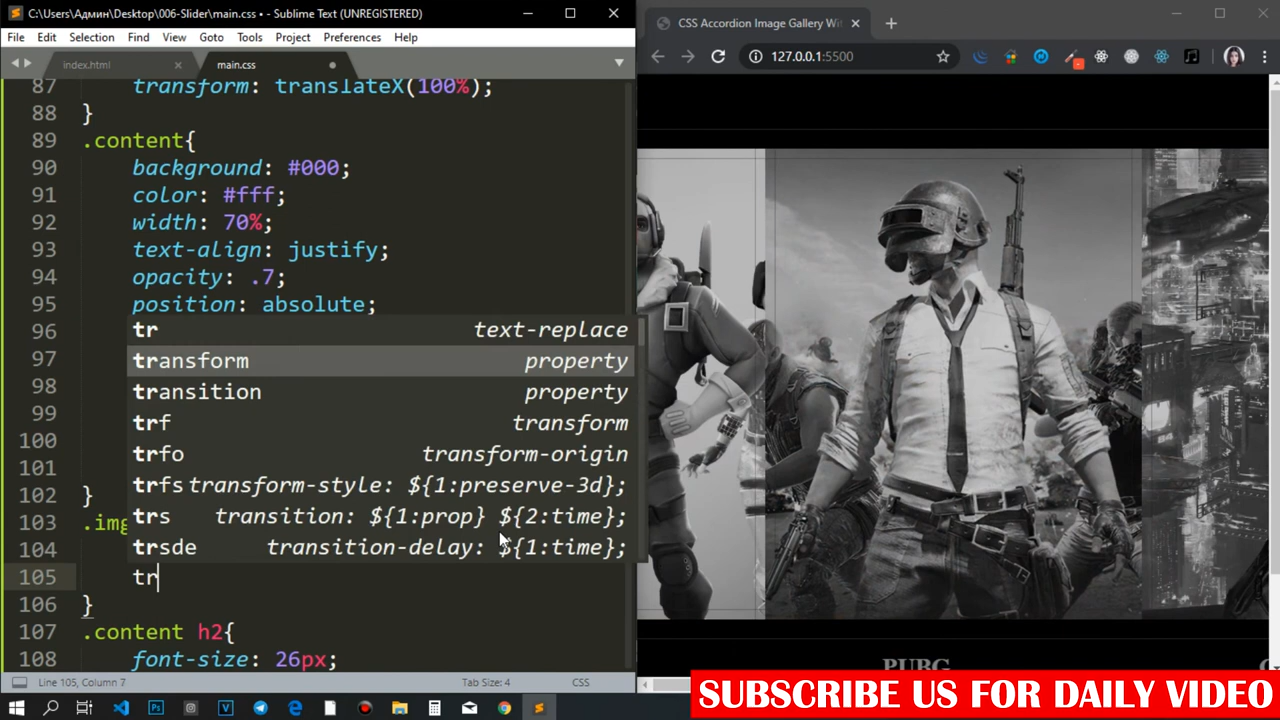 C:\Users\Админ\Desktop\006-Slider\main.css • - Sublime Text (UNREGISTERED)
File Edit Selection Find View Goto Tools Project Preferences Help
index.html
main.css
87 transform: translateX(100%);
88 }
89 .content{
90 background: #000;
91 color: #fff;
92 width: 70%;
93 text-align: justify;
94 opacity: .7;
95 position: absolute;
96
97
98
99
100
101
102 }
103 .img
104
105 tr
106 }
107 .content h2{
108 font-size: 26px;
tr text-replace
transform property
transition property
trf transform
trfo transform-origin
trfs transform-style: ${1:preserve-3d};
trs transition: ${1:prop} ${2:time};
trsde transition-delay: ${1:time};
Line 105, Column 7
Tab Size: 4
CSS
CSS Accordion Image Gallery Wit
127.0.0.1:5500
PUBG
SUBSCRIBE US FOR DAILY VIDEO